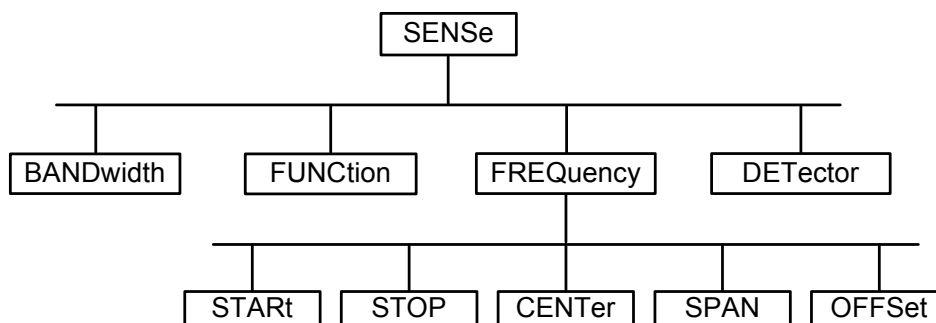 SENSe
BANDwidth FUNCtion FREQuency DETector
STARt STOP CENTer SPAN OFFSet